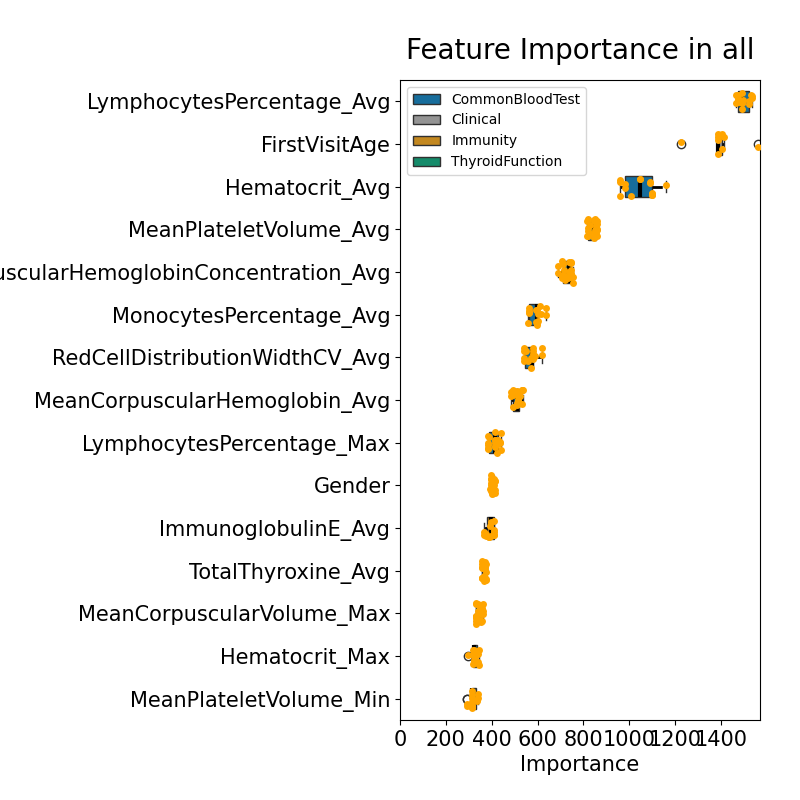 Feature Importance in all
LymphocytesPercentage_Avg
FirstVisitAge
Hematocrit_Avg
MeanPlateletVolume_Avg
uscularHemoglobinConcentration_Avg
MonocytesPercentage_Avg
RedCellDistributionWidthCV_Avg
MeanCorpuscularHemoglobin_Avg
LymphocytesPercentage_Max
Gender
ImmunoglobulinE_Avg
TotalThyroxine_Avg
MeanCorpuscularVolume_Max
Hematocrit_Max
MeanPlateletVolume_Min
CommonBloodTest
Clinical
Immunity
ThyroidFunction
0 200 400 600 800 1000 1200 1400
Importance